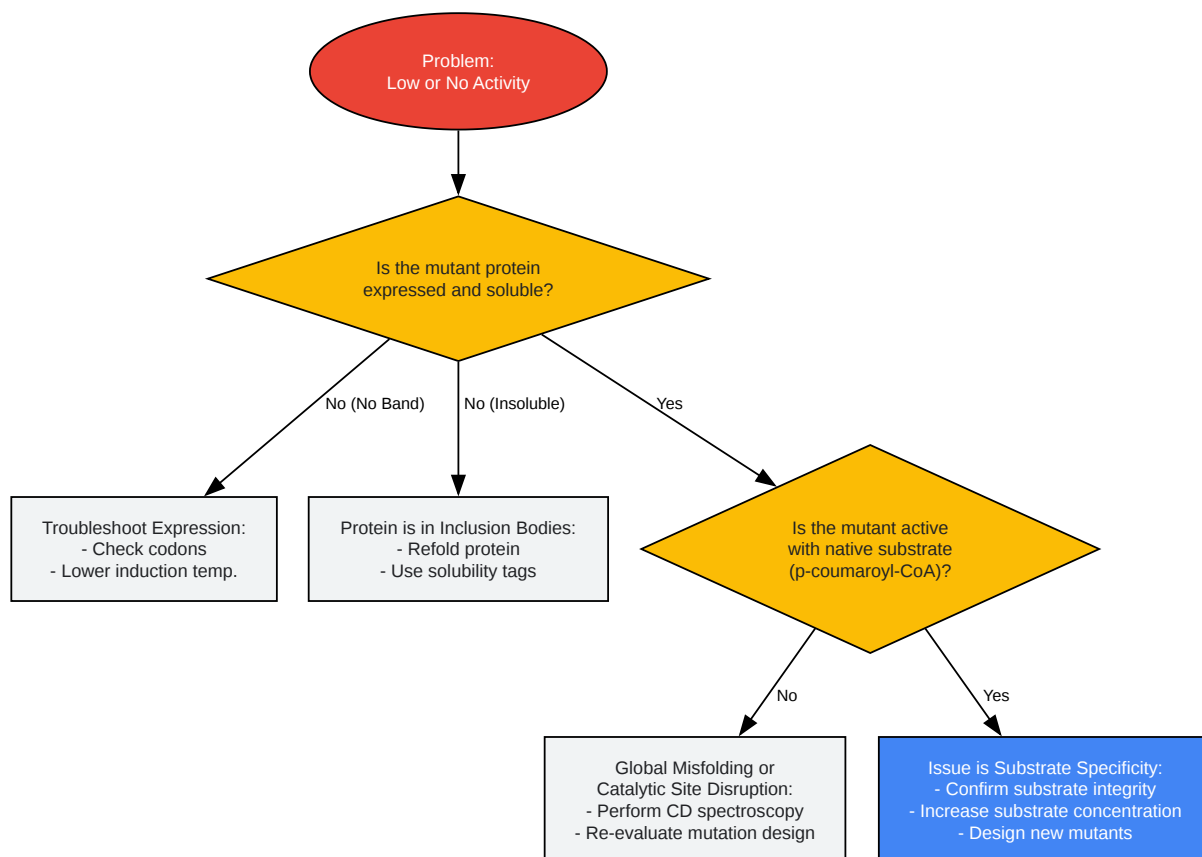 Problem:
Low or No Activity
Is the mutant protein
expressed and soluble?
No (No Band)
No (Insoluble)
Yes
Troubleshoot Expression:
- Check codons
- Lower induction temp.
Protein is in Inclusion Bodies:
- Refold protein
- Use solubility tags
Is the mutant active
with native substrate
(p-coumaroyl-CoA)?
No
Yes
Global Misfolding or
Catalytic Site Disruption:
- Perform CD spectroscopy
- Re-evaluate mutation design
Issue is Substrate Specificity:
- Confirm substrate integrity
- Increase substrate concentration
- Design new mutants